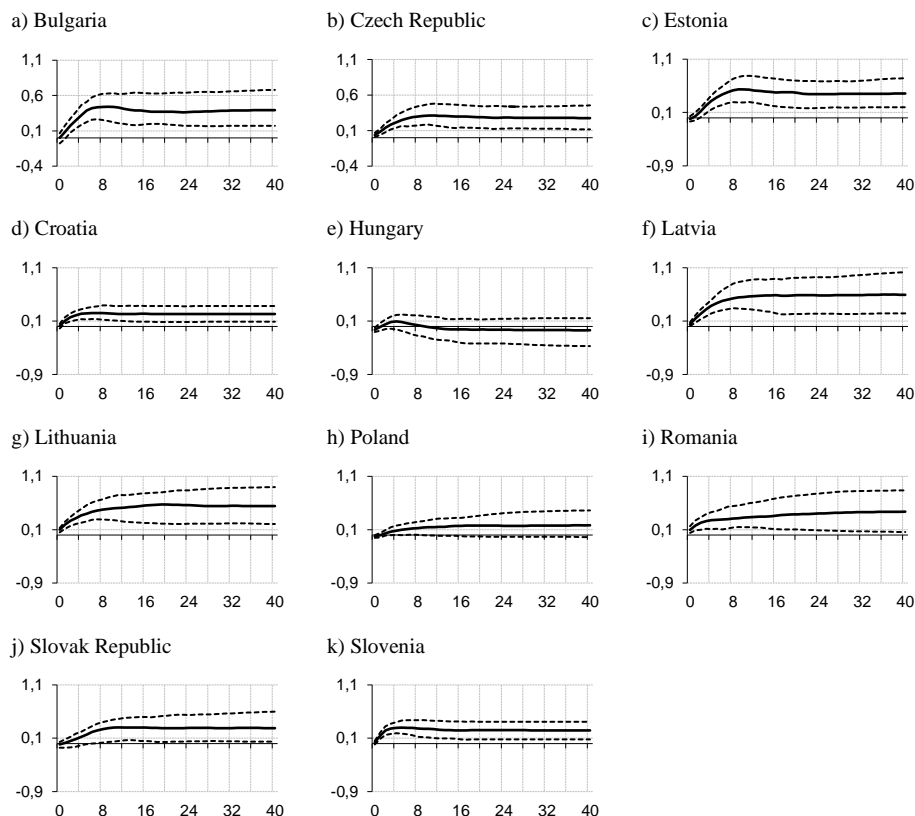 a) Bulgaria b) Czech Republic c) Estonia
1,1 1,1 1,1
0,6 0,6
0,1 0,1 0,1
-0,4 -0,4 -0,9
0 8 16 24 32 40 0 8 16 24 32 40 0 8 16 24 32 40
d) Croatia e) Hungary f) Latvia
1,1 1,1 1,1
0,1 0,1 0,1
-0,9 -0,9 -0,9
0 8 16 24 32 40 0 8 16 24 32 40 0 8 16 24 32 40
g) Lithuania h) Poland i) Romania
1,1 1,1 1,1
0,1 0,1 0,1
-0,9 -0,9 -0,9
0 8 16 24 32 40 0 8 16 24 32 40 0 8 16 24 32 40
j) Slovak Republic k) Slovenia
1,1 1,1
0,1 0,1
-0,9 -0,9
0 8 16 24 32 40 0 8 16 24 32 40